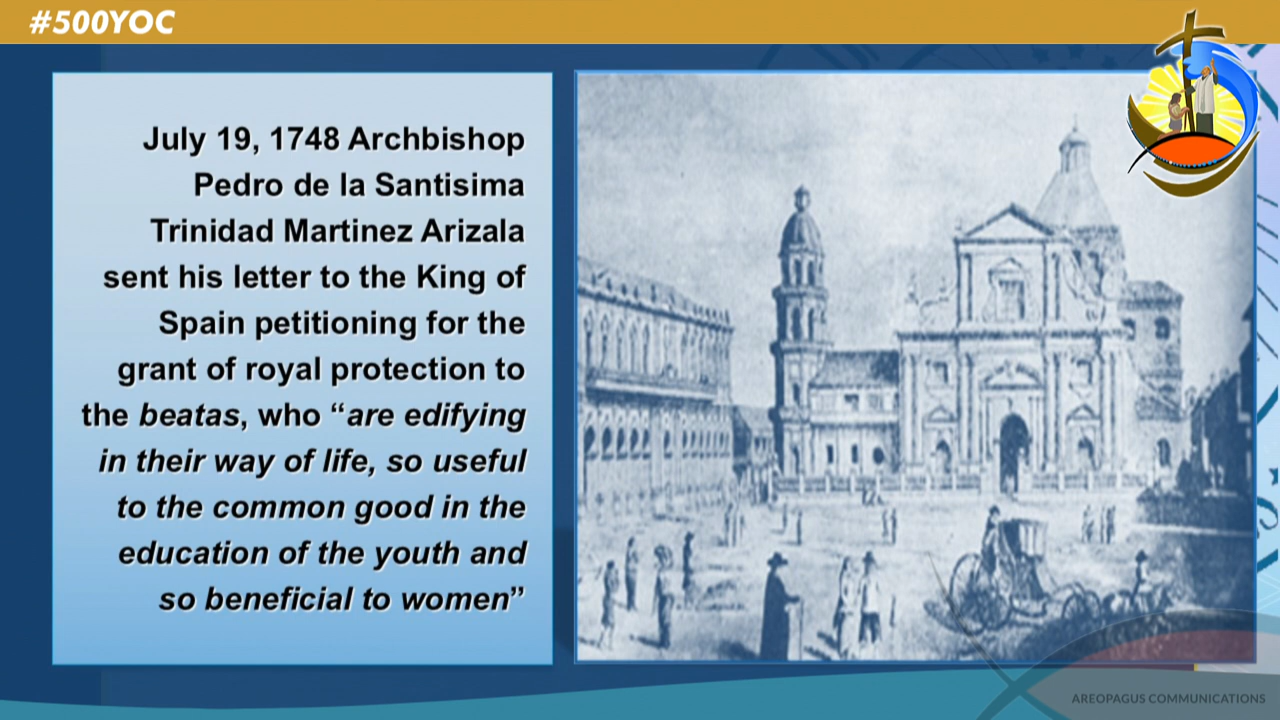 #500YOC
July 19, 1748 Archbishop
Pedro de la Santisima
Trinidad Martinez Arizala
sent his letter to the King of
Spain petitioning for the
grant of royal protection to
the beatas, who “are edifying
in their way of life, so useful
to the common good in the
education of the youth and
so beneficial to women”
AREOPAGUS COMMUNICATIONS